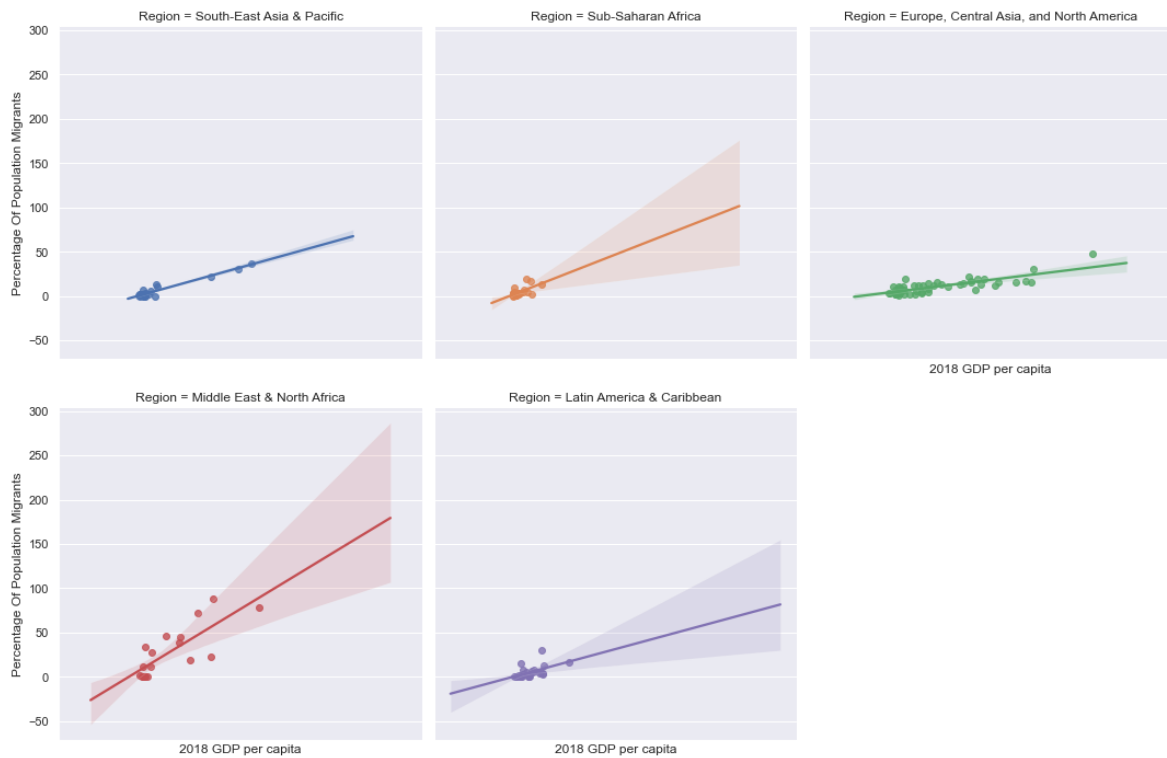 Region = South-East Asia & Pacific
Region = Sub-Saharan Africa
Region = Europe, Central Asia, and North America
300
250
200
150
100
50
0
−50
Percentage Of Population Migrants
2018 GDP per capita
Region = Middle East & North Africa
Region = Latin America & Caribbean
300
250
200
150
100
50
0
−50
Percentage Of Population Migrants
2018 GDP per capita
2018 GDP per capita